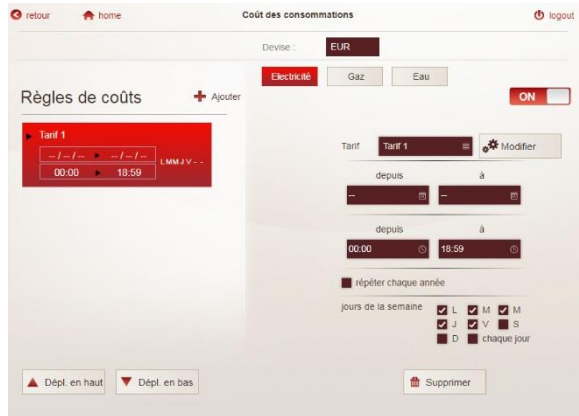 retour home Coût des consommations logout
Devise : EUR
Electricité Gaz Eau
Règles de coûts Ajouter
ON
Tarif 1
-- / -- / -- -- / -- / --
LMMJV--
00:00 18:59
Tarif Tarif 1 Modifier
depuis à
-- --
depuis à
00:00 18:59
répéter chaque année
jours de la semaine L M M
J V S
D chaque jour
Dépl. en haut Dépl. en bas Supprimer